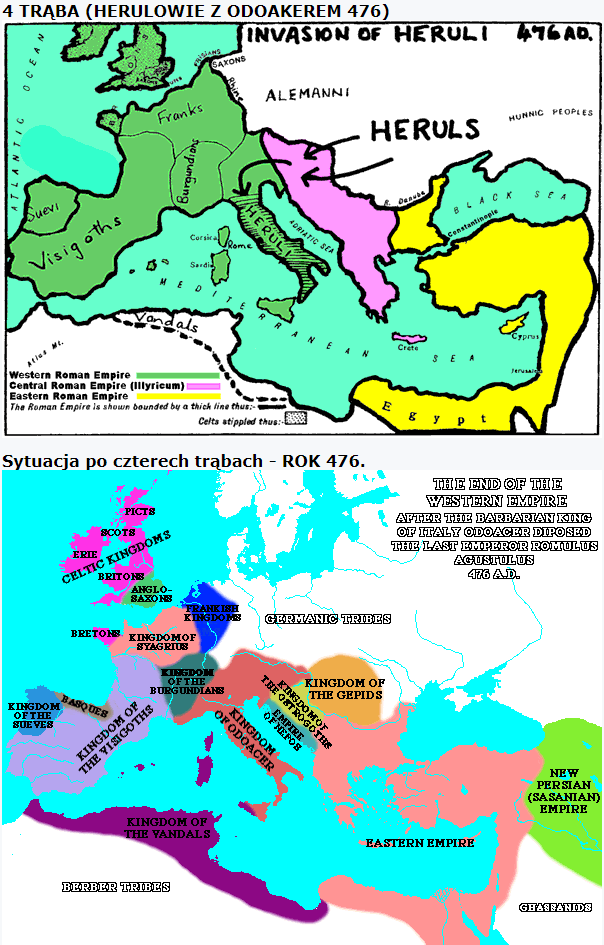 4 TRĄBA (HERULOWIE Z ODOAKEREM 476)
INVASION OF HERULI 476 A.D.
ATLANTIC OCEAN
FRISIANS
SAXONS
Rhine
ALEMANNI
HUNNIC PEOPLES
Franks
HERULS
Burgundians
Suevi
Visigoths
R. Danube
BLACK SEA
Constantinople
HERULI
ADRIATIC SEA
Corsica
Rome
Sardi
MEDITERRANEAN SEA
Vandals
Crete
Cyprus
Jerusalem
Atlas Mt.
Egypt
Western Roman Empire
Central Roman Empire (Illyricum)
Eastern Roman Empire
The Roman Empire is shown bounded by a thick line thus:
Celts stippled thus:
Sytuacja po czterech trąbach - ROK 476.
THE END OF THE
WESTERN EMPIRE
AFTER THE BARBARIAN KING
OF ITALY ODOACER DIPOSED
THE LAST EMPEROR ROMULUS
AGUSTULUS
476 A.D.
PICTS
SCOTS
ERIE
CELTIC KINGDOMS
BRITONS
ANGLO-
SAXONS
FRANKISH
KINGDOMS
GERMANIC TRIBES
BRETONS
KINGDOM OF
SYAGRIUS
KINGDOM
OF THE
BURGUNDIANS
KINGDOM OF
THE GEPIDS
KINGDOM OF
THE OSTROGOTHS
EMPIRE
OF NEPOS
BASQUES
KINGDOM
OF THE
SUEVES
KINGDOM OF
THE VISIGOTHS
KINGDOM
OF ODOACHR
NEW
PERSIAN
(SASANIAN)
EMPIRE
KINGDOM OF
THE VANDALS
EASTERN EMPIRE
BERBER TRIBES
GHASSANIDS